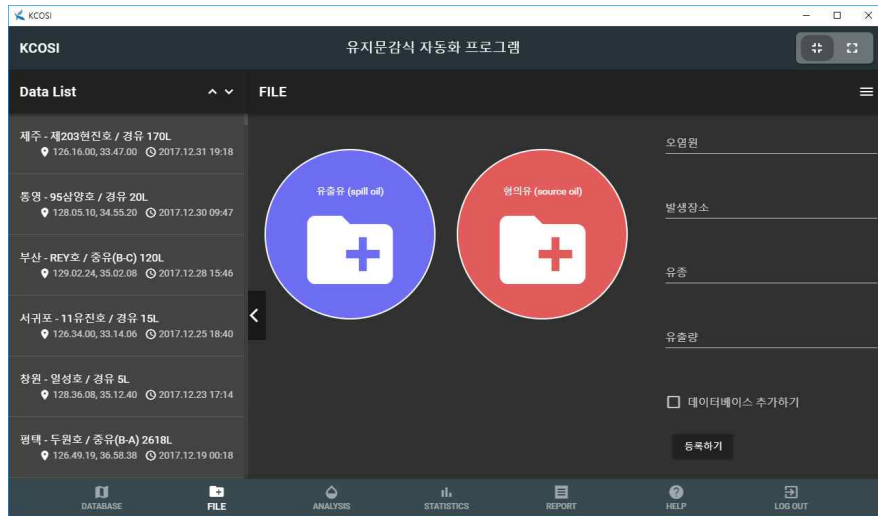 KCOSI
KCOSI
유지문감식 자동화 프로그램
Data List
FILE
제주 - 제203현진호 / 경유 170L
126.16.00, 33.47.00 2017.12.31 19:18
통영 - 95삼양호 / 경유 20L
128.05.10, 34.55.20 2017.12.30 09:47
부산 - REY호 / 중유(B-C) 120L
129.02.24, 35.02.08 2017.12.28 15:46
서귀포 - 11유진호 / 경유 15L
126.34.00, 33.14.06 2017.12.25 18:40
창원 - 일성호 / 경유 5L
128.36.08, 35.12.40 2017.12.23 17:14
평택 - 두원호 / 중유(B-A) 2618L
126.49.19, 36.58.38 2017.12.19 00:18
유출유 (spill oil)
혐의유 (source oil)
오염원
발생장소
유종
유출량
데이터베이스 추가하기
등록하기
DATABASE
FILE
ANALYSIS
STATISTICS
REPORT
HELP
LOG OUT